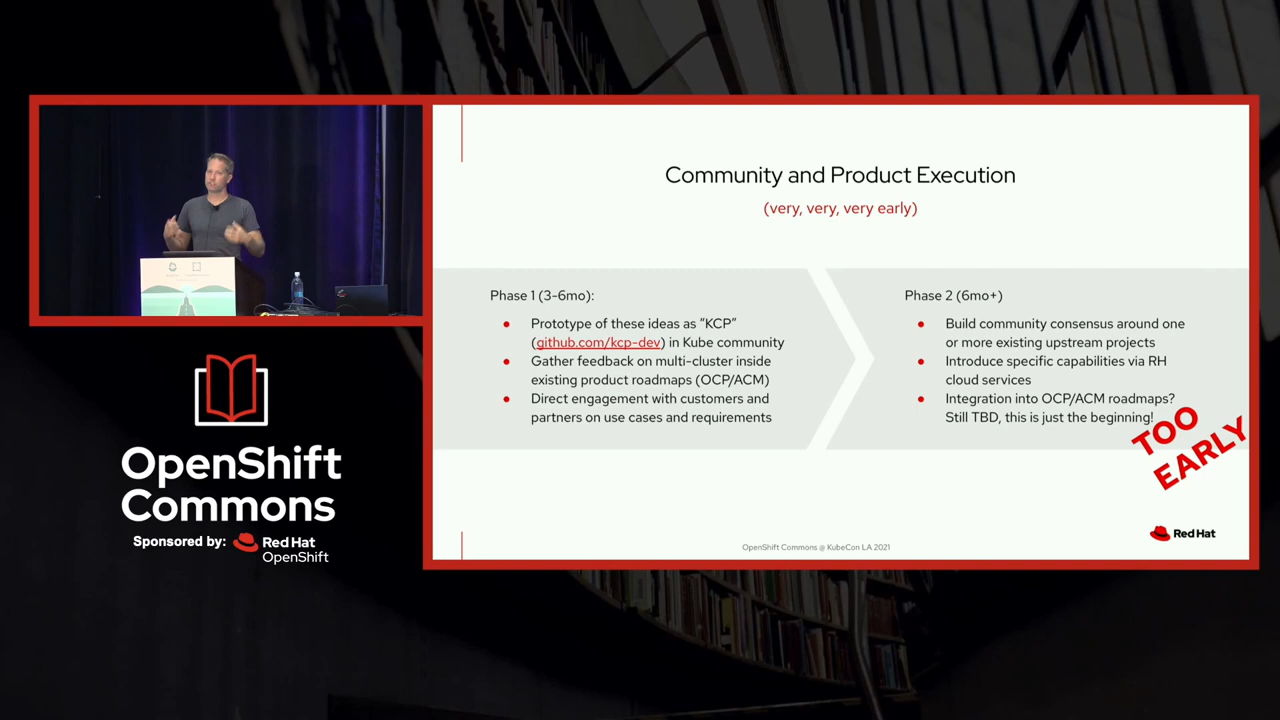 Community and Product Execution
(very, very, very early)
Phase 1 (3-6mo):
● Prototype of these ideas as "KCP"
(github.com/kcp-dev) in Kube community
● Gather feedback on multi-cluster inside
existing product roadmaps (OCP/ACM)
● Direct engagement with customers and
partners on use cases and requirements
Phase 2 (6mo+)
● Build community consensus around one
or more existing upstream projects
● Introduce specific capabilities via RH
cloud services
● Integration into OCP/ACM roadmaps?
Still TBD, this is just the beginning!
TOO
EARLY
Red Hat
OpenShift Commons @ KubeCon LA 2021
OpenShift
Commons
Sponsored by: Red Hat
OpenShift